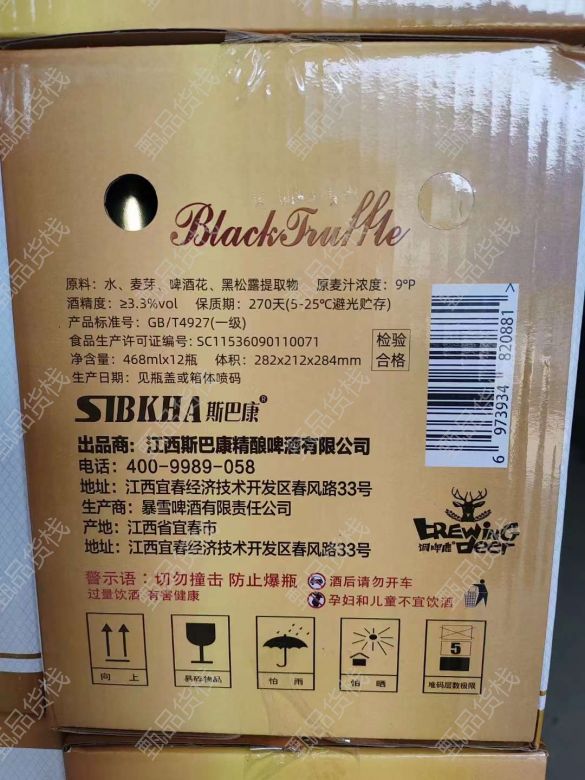 Black Truffle
原料：水、麦芽、啤酒花、黑松露提取物 原麦汁浓度：9°P
酒精度：≥3.3%vol 保质期：270天(5-25℃避光贮存)
产品标准号：GB/T4927(一级)
食品生产许可证编号：SC11536090110071
净含量：468mlx12瓶 体积：282x212x284mm
生产日期：见瓶盖或箱体喷码
检验
合格
6 973934 820881 >
SIBKHA 斯巴康®
出品商：江西斯巴康精酿啤酒有限公司
电话：400-9989-058
地址：江西宜春经济技术开发区春风路33号
生产商：暴雪啤酒有限责任公司
产地：江西省宜春市
地址：江西宜春经济技术开发区春风路33号
BREWING
deer
警示语：切勿撞击 防止爆瓶 酒后请勿开车
过量饮酒 有害健康 孕妇和儿童不宜饮酒
向上
易碎物品
怕雨
怕晒
5
堆码层数极限
甄品货栈